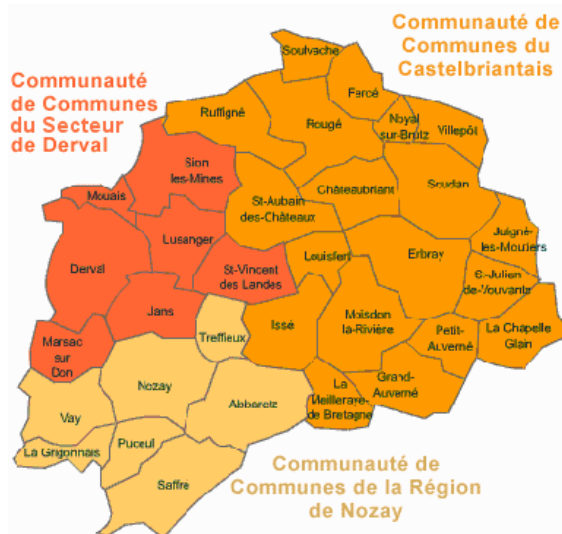 Communauté de
Communes du
Castelbriantais
Communauté
de Communes
du Secteur
de Derval
Soulvache
Fercé
Ruffigné
Rougé
Noyal
sur-Brutz
Villepôt
Sion
les-Mines
Mouais
St-Aubain
des-Châteaux
Châteaubriant
Soudan
Lusanger
Juigné-
les-Moutiers
Derval
St-Vincent
des Landes
Louisfert
Erbray
St-Julien
de-Vouvants
Jans
Treffieux
Issé
Moisdon
la-Rivière
Petit-
Auverné
La Chapelle
Glain
Marsac
sur
Don
Nozay
Abbaretz
La
Meilleraye-
de Bretagne
Grand-
Auverné
Vay
La Grigonnais
Puceul
Saffré
Communauté de
Communes de la Région
de Nozay